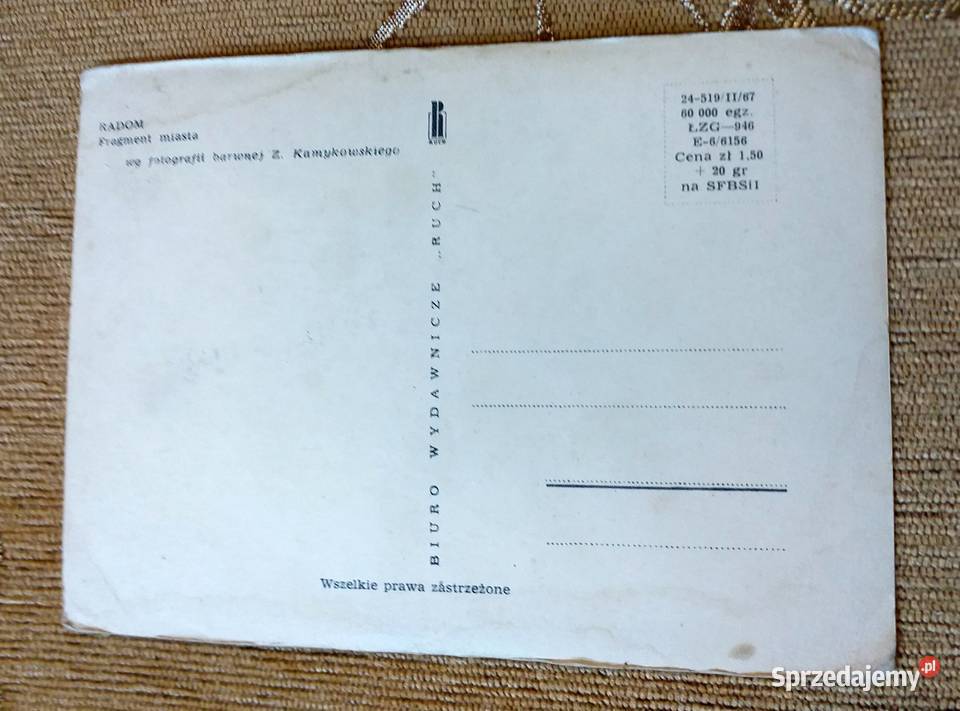 RADOM
Fragment miasta
wg fotografii barwnej Z. Kamykowskiego
RUCH
BIURO WYDAWNICZE „RUCH"
24-519/II/67
60 000 egz.
ŁZG—946
E-6/6156
Cena zł 1,50
+ 20 gr
na SFBSiI
Wszelkie prawa zastrzeżone
Sprzedajemy.pl